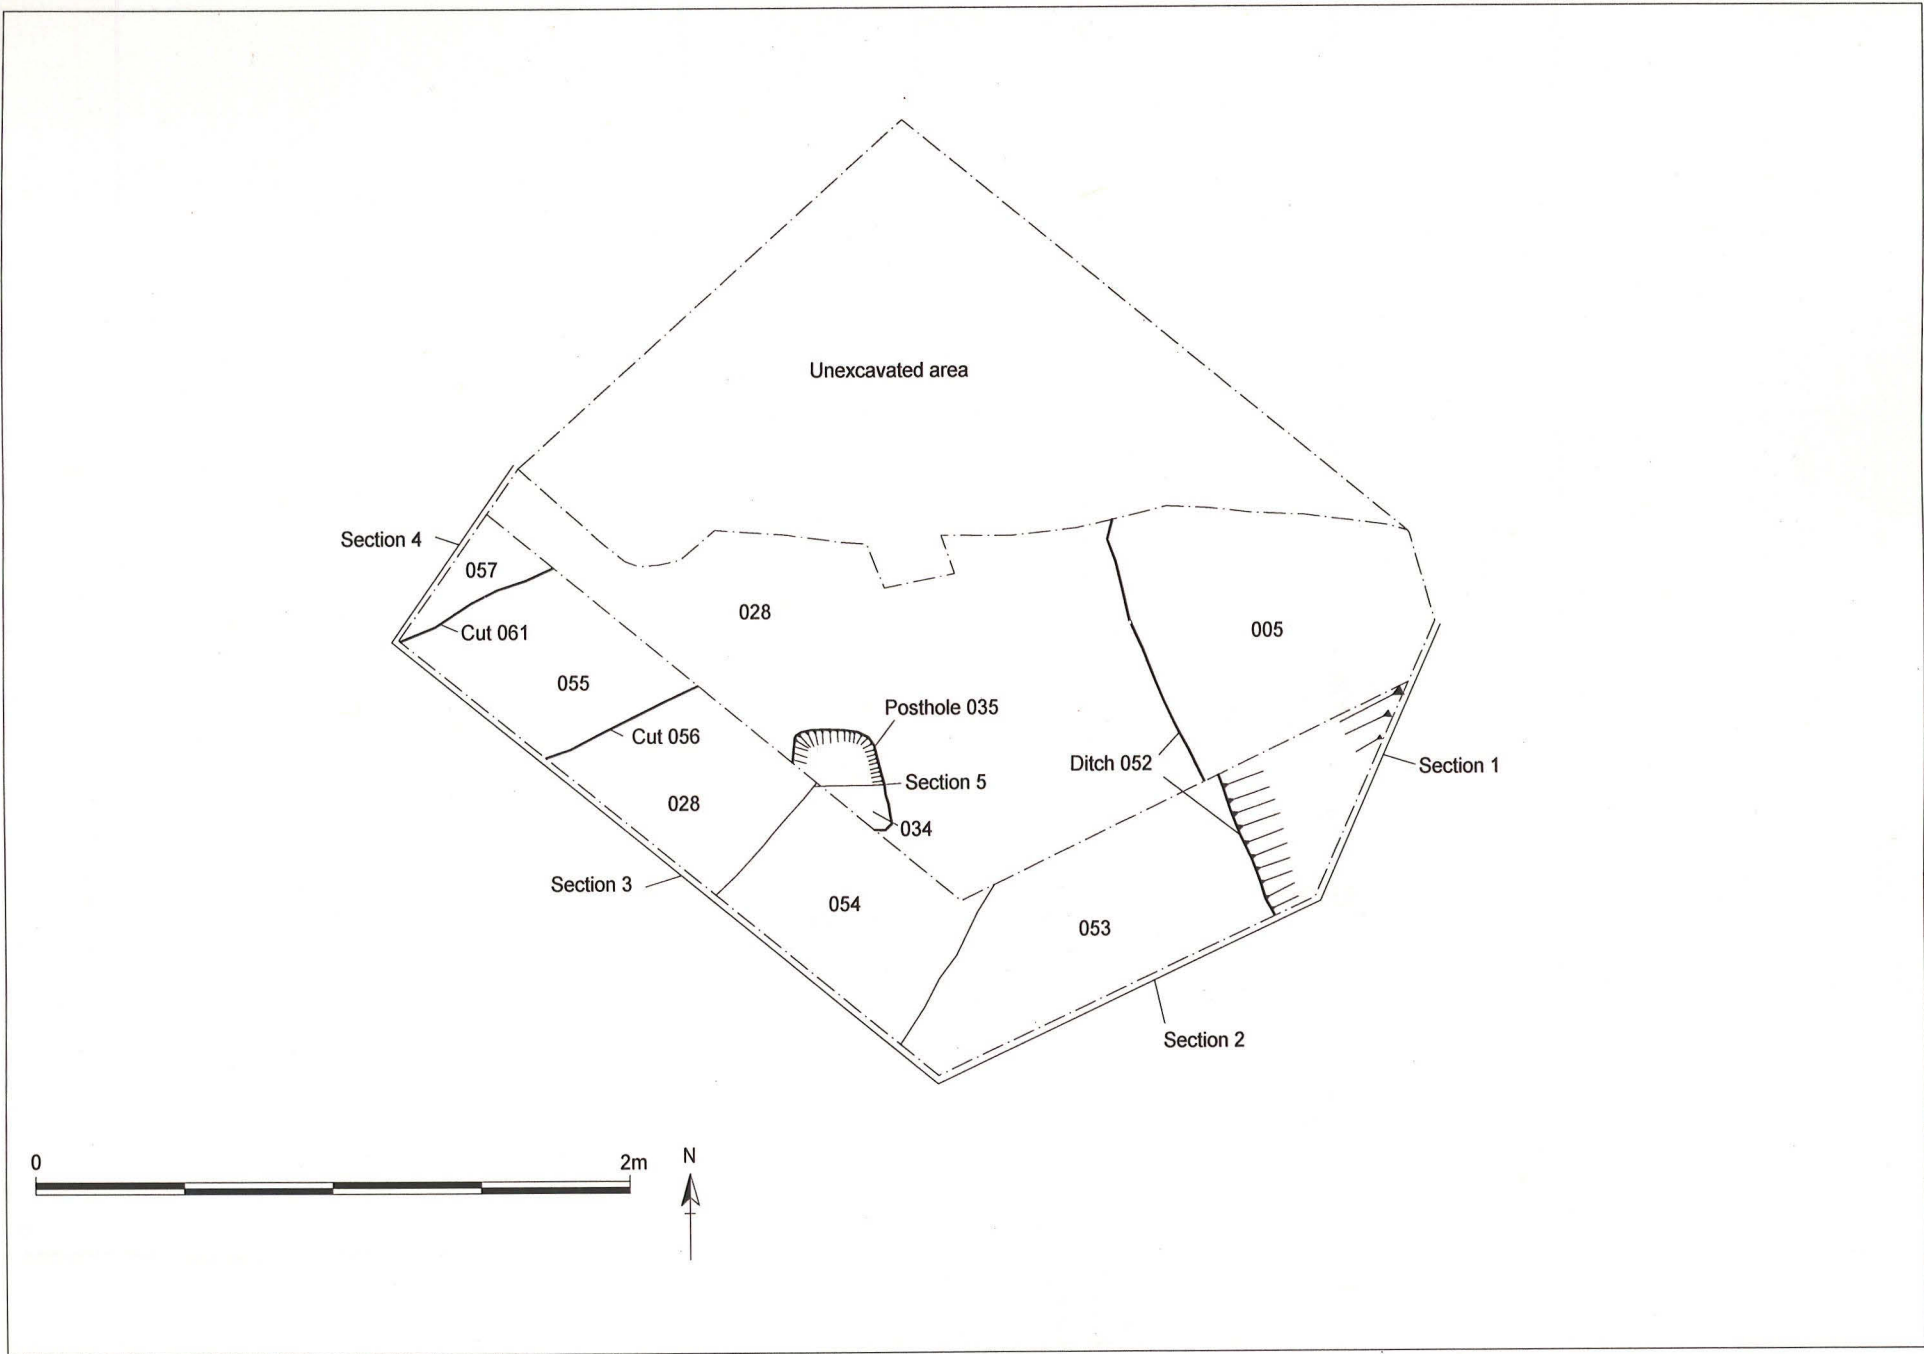 Unexcavated area
Section 4
057
028
Cut 061
005
055
Posthole 035
Cut 056
Ditch 052
Section 1
Section 5
028
034
Section 3
054
053
Section 2
0
2m
N